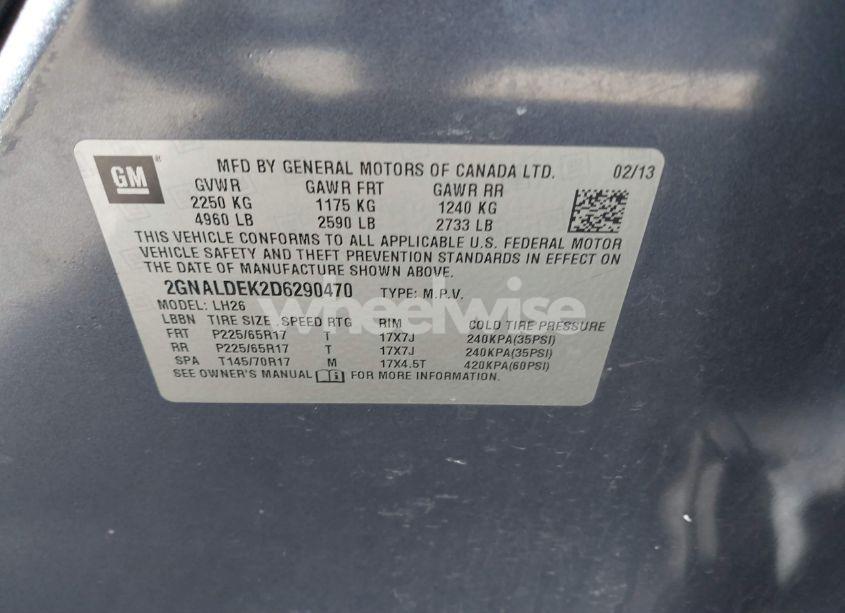 GM
MFD BY GENERAL MOTORS OF CANADA LTD. 02/13
GVWR GAWR FRT GAWR RR
2250 KG 1175 KG 1240 KG
4960 LB 2590 LB 2733 LB
THIS VEHICLE CONFORMS TO ALL APPLICABLE U.S. FEDERAL MOTOR
VEHICLE SAFETY AND THEFT PREVENTION STANDARDS IN EFFECT ON
THE DATE OF MANUFACTURE SHOWN ABOVE.
2GNALDEK2D6290470 TYPE: M.P.V.
MODEL: LH26
wheelwise
LBBN TIRE SIZE SPEED RTG RIM COLD TIRE PRESSURE
FRT P225/65R17 T 17X7J 240KPA(35PSI)
RR P225/65R17 T 17X7J 240KPA(35PSI)
SPA T145/70R17 M 17X4.5T 420KPA(60PSI)
SEE OWNER'S MANUAL FOR MORE INFORMATION.